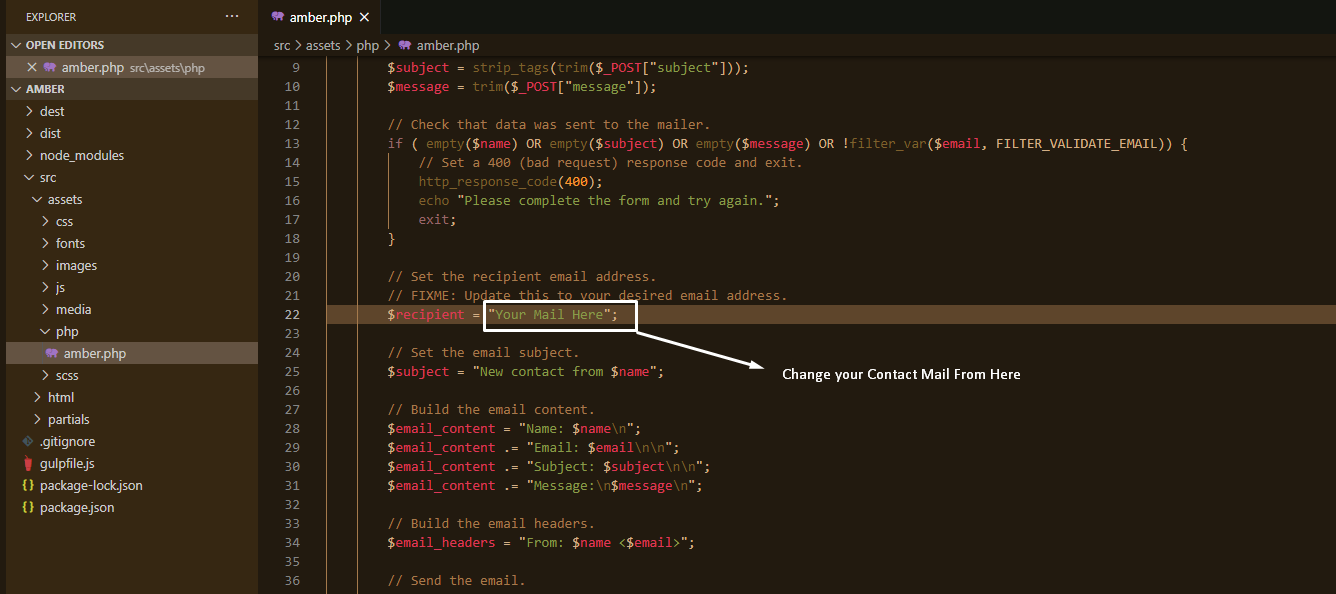 EXPLORER ···
OPEN EDITORS
amber.php src\assets\php
AMBER
dest
dist
node_modules
src
assets
css
fonts
images
js
media
php
amber.php
scss
html
partials
.gitignore
gulpfile.js
{} package-lock.json
{} package.json
amber.php
src > assets > php > amber.php
9 $subject = strip_tags(trim($_POST["subject"]));
10 $message = trim($_POST["message"]);
11
12 // Check that data was sent to the mailer.
13 if ( empty($name) OR empty($subject) OR empty($message) OR !filter_var($email, FILTER_VALIDATE_EMAIL)) {
14 // Set a 400 (bad request) response code and exit.
15 http_response_code(400);
16 echo "Please complete the form and try again.";
17 exit;
18 }
19
20 // Set the recipient email address.
21 // FIXME: Update this to your desired email address.
22 $recipient = "Your Mail Here";
23
24 // Set the email subject.
25 $subject = "New contact from $name";
26
27 // Build the email content.
28 $email_content = "Name: $name\n";
29 $email_content .= "Email: $email\n\n";
30 $email_content .= "Subject: $subject\n\n";
31 $email_content .= "Message:\n$message\n";
32
33 // Build the email headers.
34 $email_headers = "From: $name <$email>";
35
36 // Send the email.
Change your Contact Mail From Here